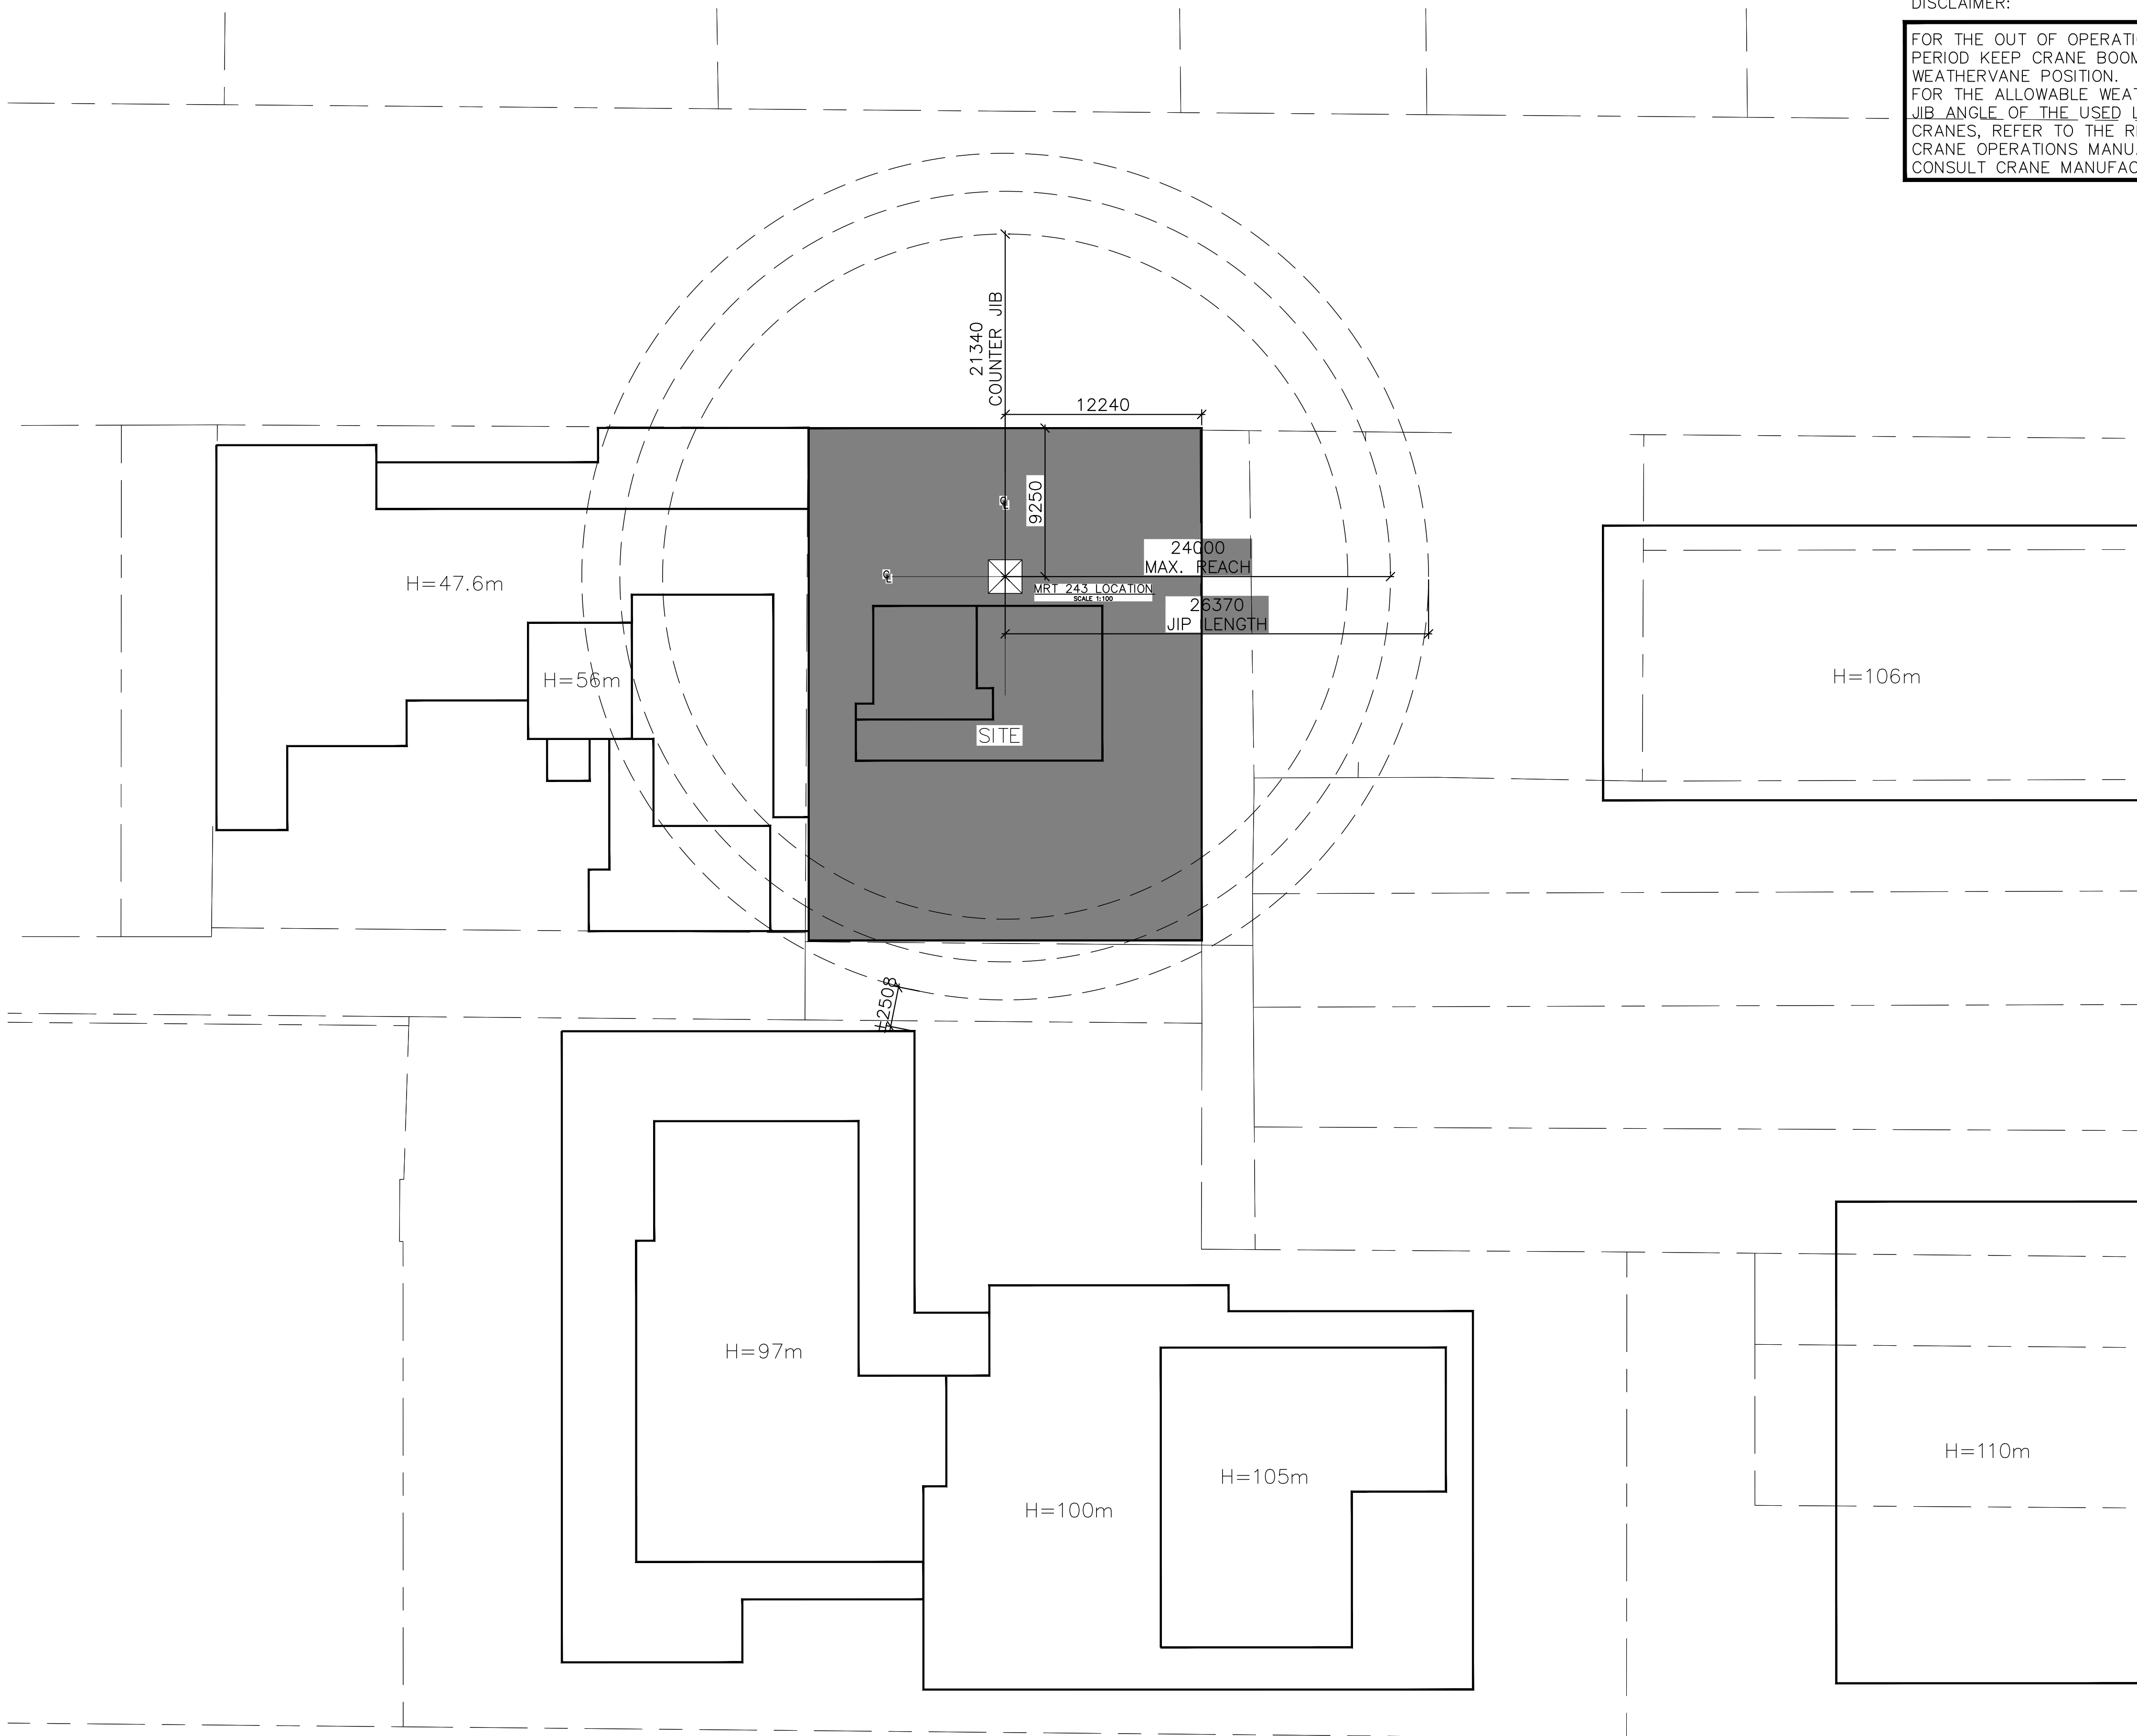 DISCLAIMER:
FOR THE OUT OF OPERATI
PERIOD KEEP CRANE BOOM
WEATHERVANE POSITION.
FOR THE ALLOWABLE WEAT
JIB ANGLE OF THE USED L
CRANES, REFER TO THE R
CRANE OPERATIONS MANU
CONSULT CRANE MANUFAC
21340
COUNTER JIB
12240
9250
24000
MAX. REACH
MRT 243 LOCATION
SCALE 1:100
26370
JIP LENGTH
H=47.6m
H=56m
SITE
H=106m
±2508
H=97m
H=100m
H=105m
H=110m